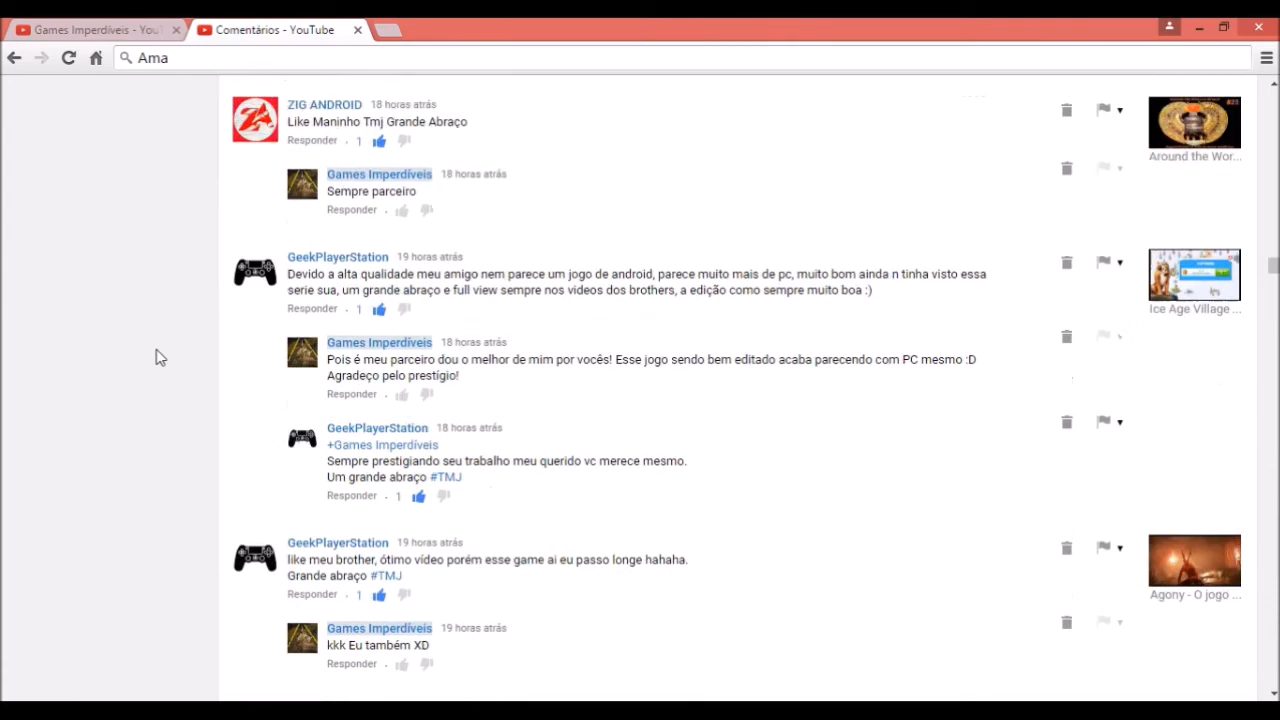 Games Imperdíveis - You
Comentários - YouTube
Ama
ZIG ANDROID 18 horas atrás
Like Maninho Tmj Grande Abraço
Responder . 1
Around the Wor...
Games Imperdíveis 18 horas atrás
Sempre parceiro
Responder .
GeekPlayerStation 19 horas atrás
Devido a alta qualidade meu amigo nem parece um jogo de android, parece muito mais de pc, muito bom ainda n tinha visto essa
serie sua, um grande abraço e full view sempre nos videos dos brothers, a edição como sempre muito boa :)
Responder . 1
Ice Age Village ...
Games Imperdíveis 18 horas atrás
Pois é meu parceiro dou o melhor de mim por vocês! Esse jogo sendo bem editado acaba parecendo com PC mesmo :D
Agradeço pelo prestígio!
Responder .
GeekPlayerStation 18 horas atrás
+Games Imperdíveis
Sempre prestigiando seu trabalho meu querido vc merece mesmo.
Um grande abraço #TMJ
Responder . 1
GeekPlayerStation 19 horas atrás
like meu brother, ótimo vídeo porém esse game ai eu passo longe hahaha.
Grande abraço #TMJ
Responder . 1
Agony - O jogo ...
Games Imperdíveis 19 horas atrás
kkk Eu também XD
Responder .